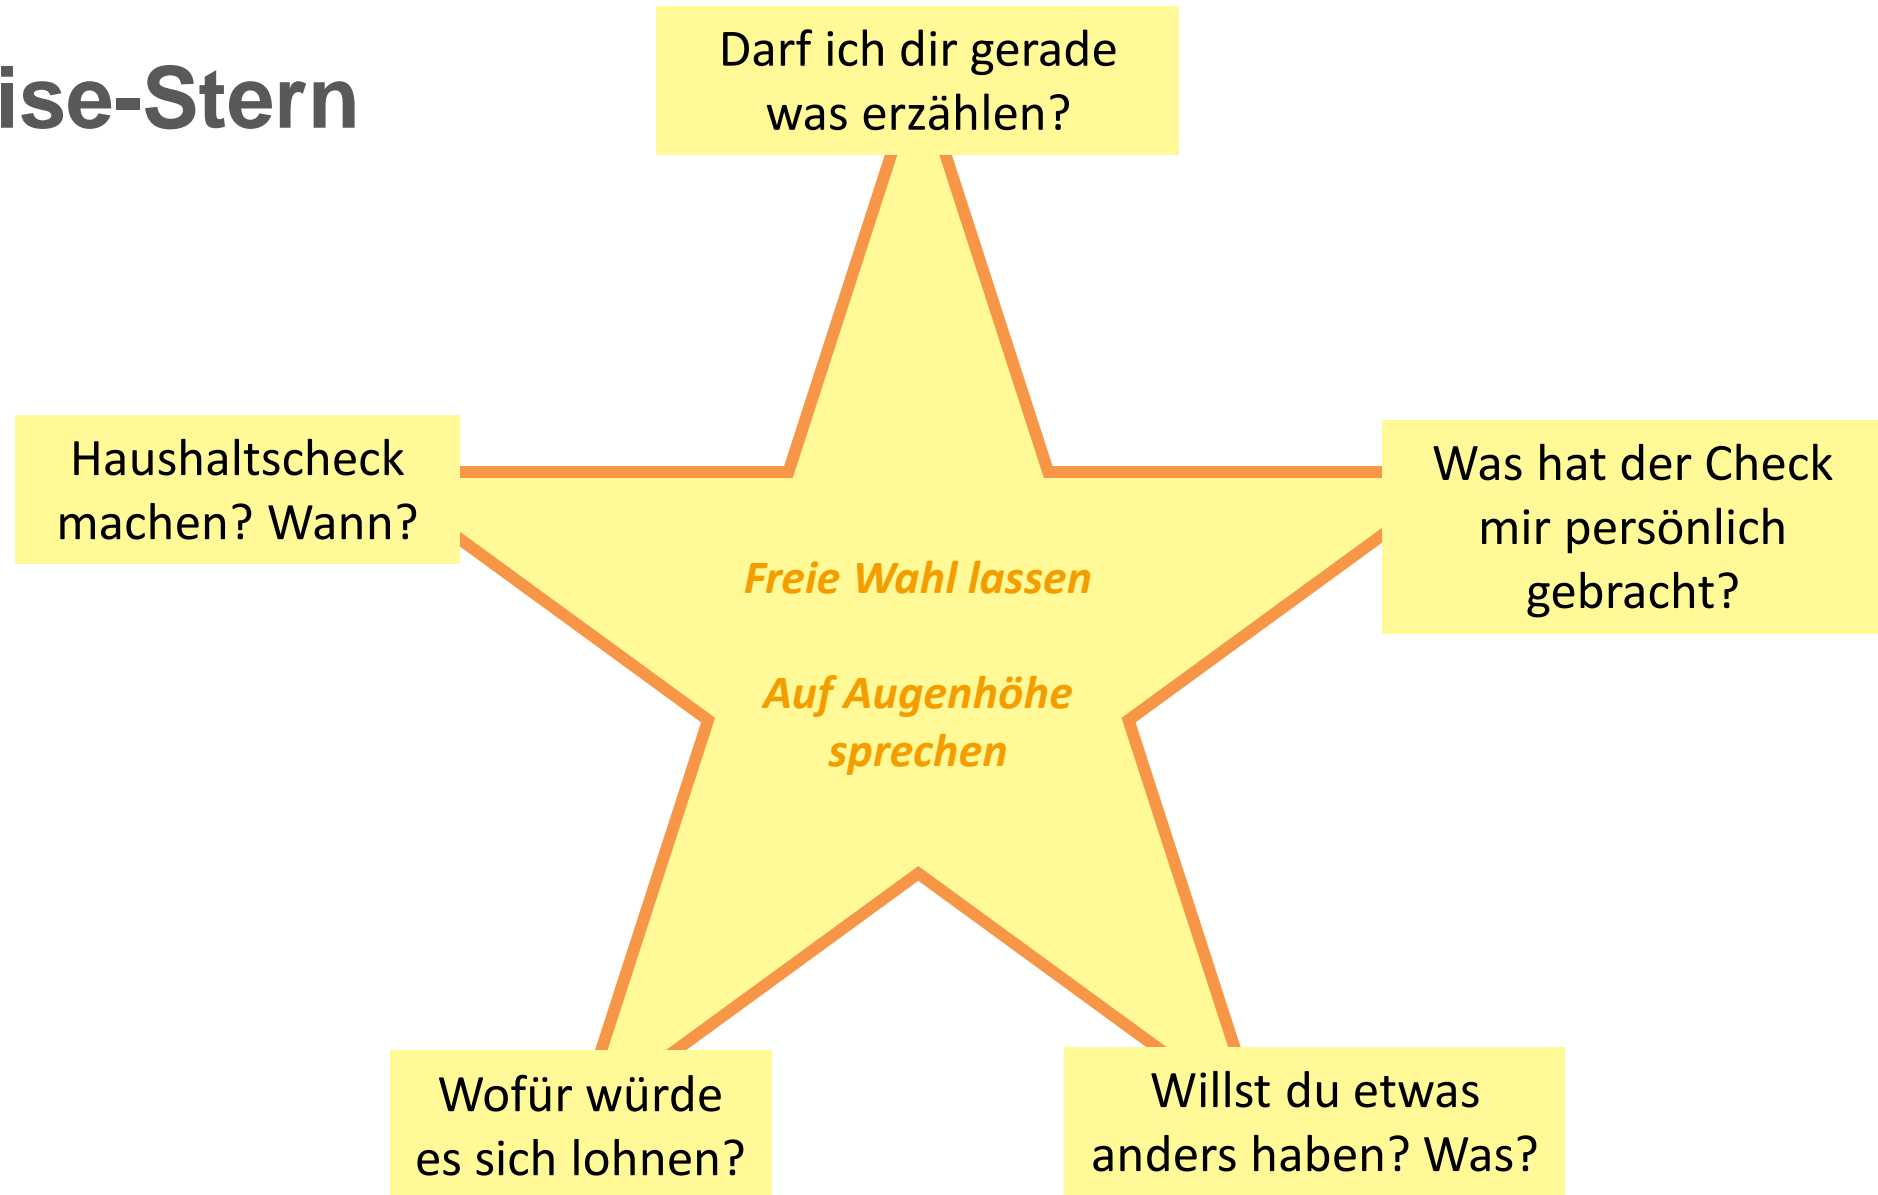 ise-Stern
Darf ich dir gerade
was erzählen?
Was hat der Check
mir persönlich
gebracht?
Willst du etwas
anders haben? Was?
Wofür würde
es sich lohnen?
Haushaltscheck
machen? Wann?
Freie Wahl lassen
Auf Augenhöhe
sprechen